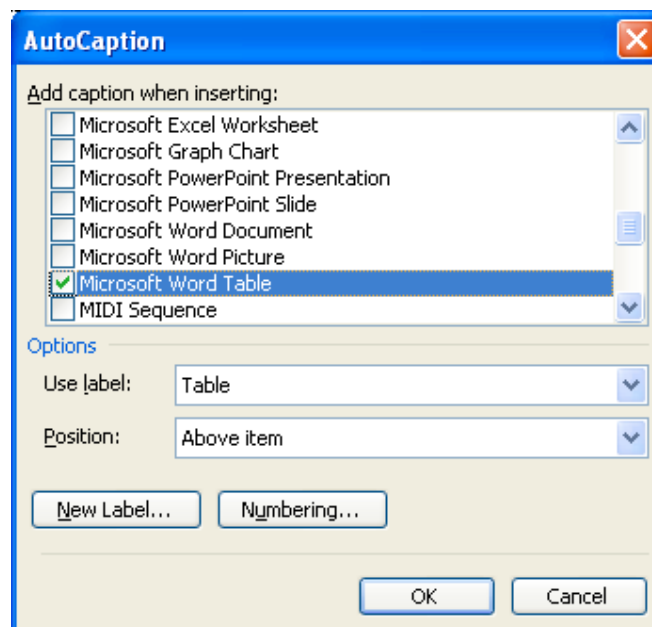 AutoCaption
Add caption when inserting:
Microsoft Excel Worksheet
Microsoft Graph Chart
Microsoft PowerPoint Presentation
Microsoft PowerPoint Slide
Microsoft Word Document
Microsoft Word Picture
Microsoft Word Table
MIDI Sequence
Options
Use label: Table
Position: Above item
New Label... Numbering...
OK Cancel